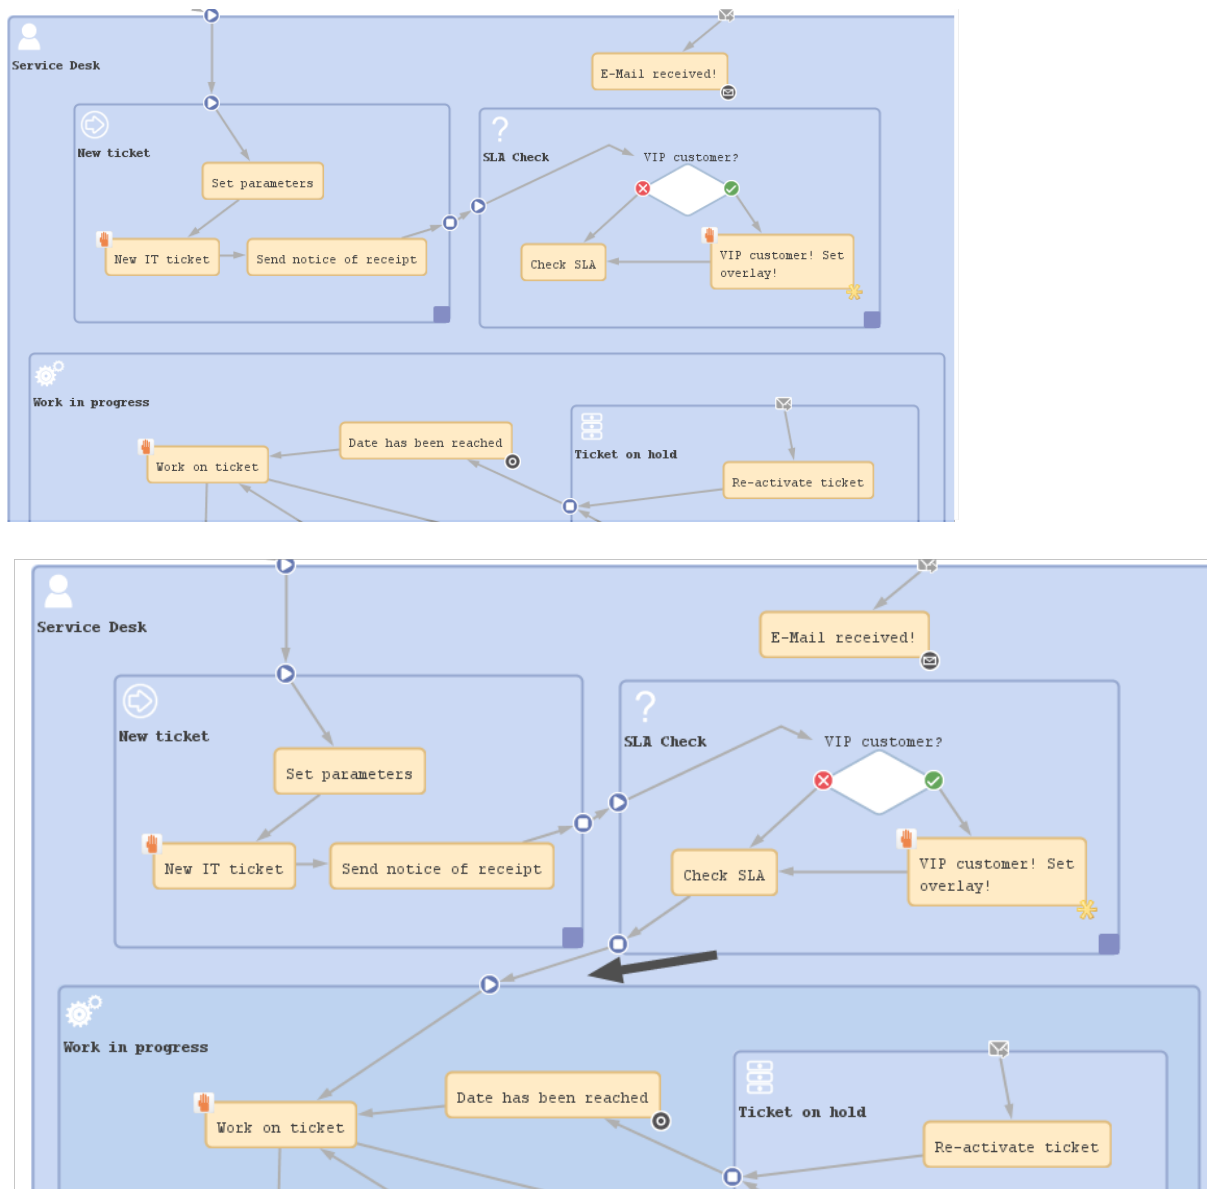 Service Desk
E-Mail received!
New ticket
SLA Check
VIP customer?
Set parameters
New IT ticket
Send notice of receipt
Check SLA
VIP customer! Set
overlay!
Work in progress
Date has been reached
Work on ticket
Ticket on hold
Re-activate ticket
Service Desk
E-Mail received!
New ticket
SLA Check
VIP customer?
Set parameters
New IT ticket
Send notice of receipt
Check SLA
VIP customer! Set
overlay!
Work in progress
Date has been reached
Work on ticket
Ticket on hold
Re-activate ticket